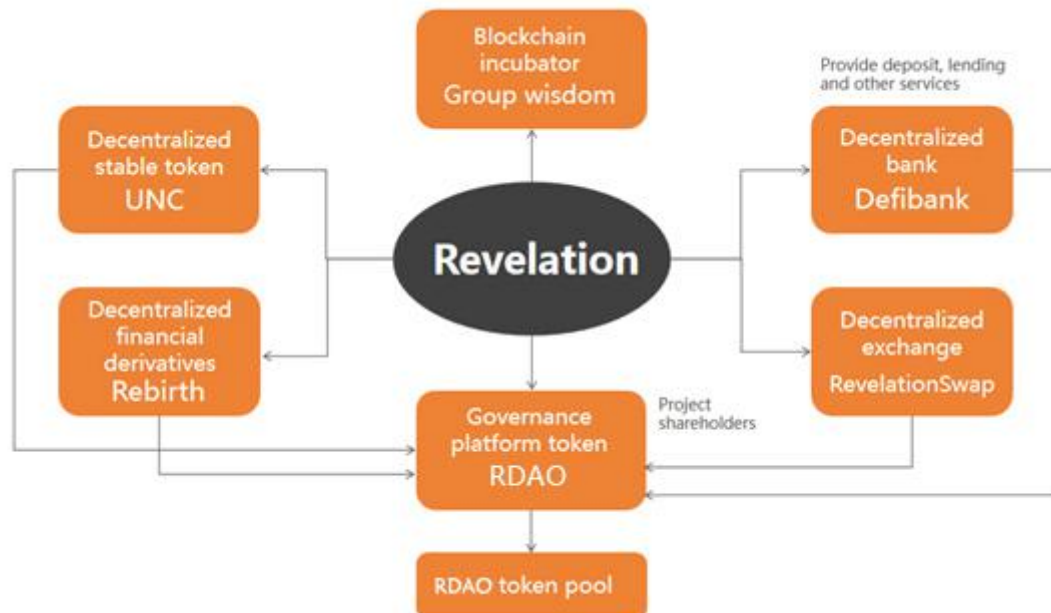 Blockchain
incubator
Group wisdom
Provide deposit, lending
and other services
Decentralized
stable token
UNC
Decentralized
bank
Defibank
Revelation
Decentralized
financial
derivatives
Rebirth
Decentralized
exchange
RevelationSwap
Governance
platform token
RDAO
Project
shareholders
RDAO token pool